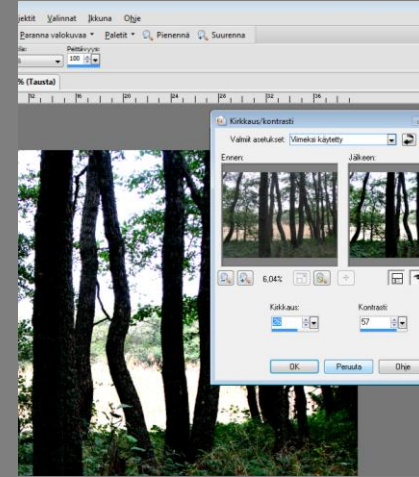 Valinnat Ikkuna Ohje
Paranna valokuvaa Paletit Pienennä Suurenna
Peittävyys:
100
% (Tausta)
Kirkkaus/kontrasti
Valmiit asetukset: Viimeksi käytetty
Ennen: Jälkeen:
6,04%
Kirkkaus: Kontrasti:
57
OK Peruuta Ohje